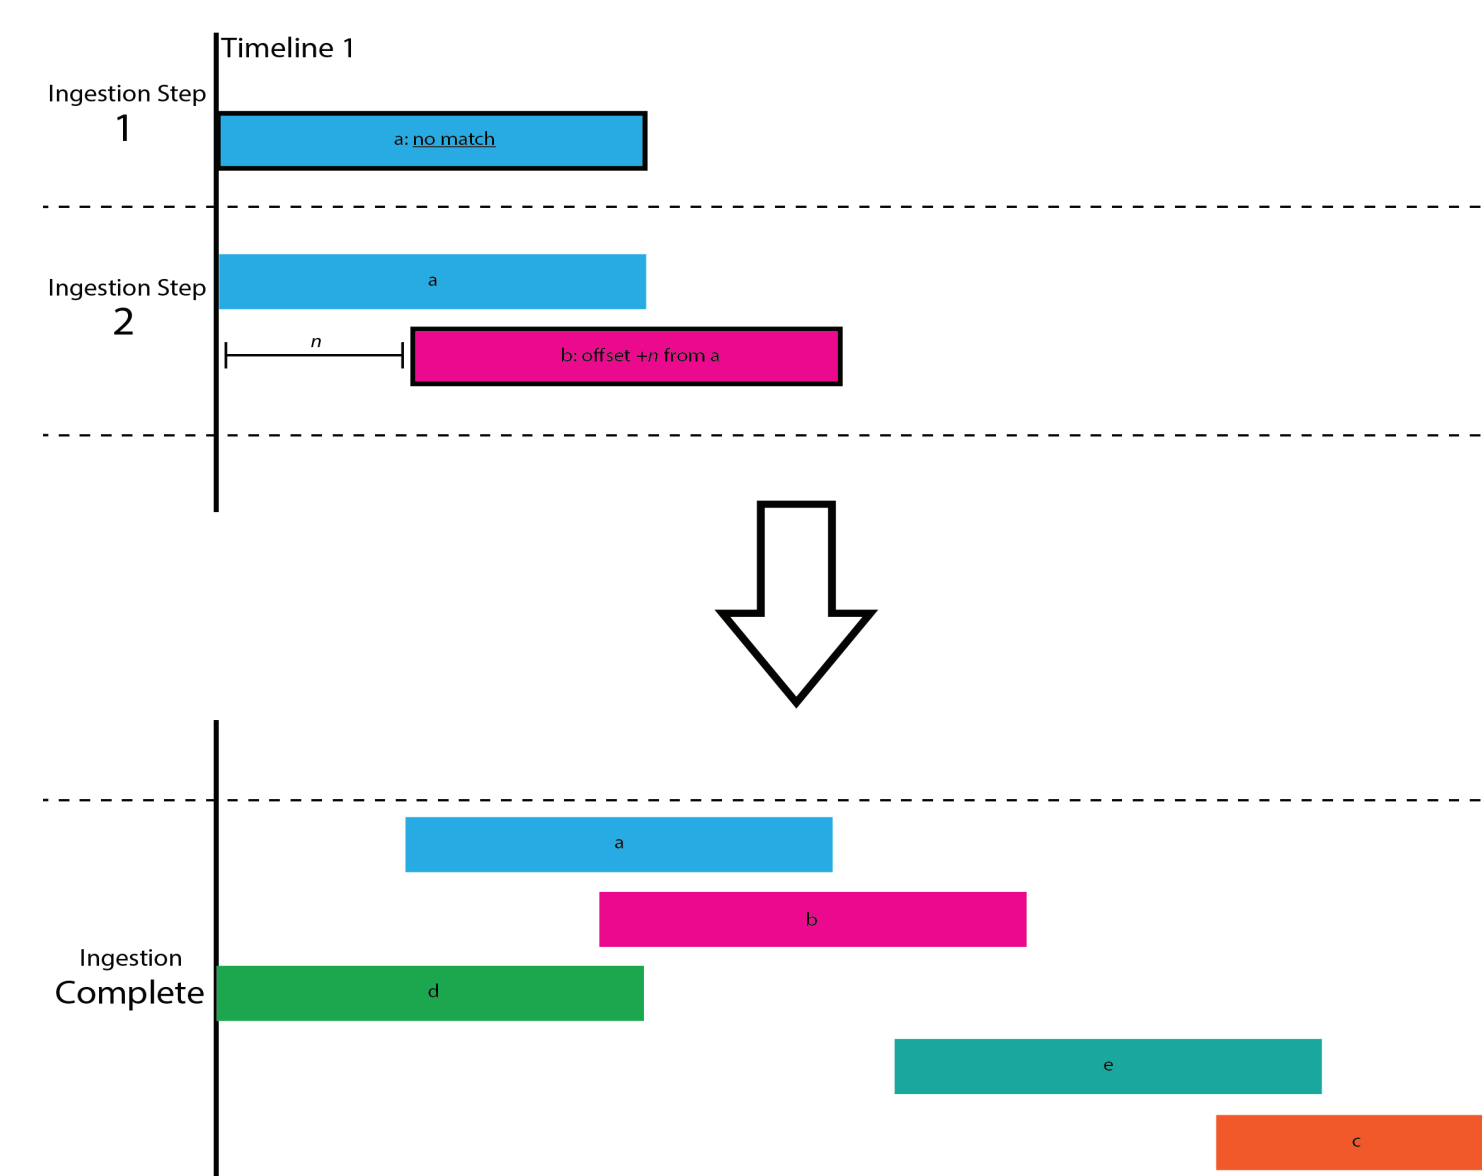 Timeline 1
Ingestion Step
1
a: no match
Ingestion Step
2
a
n
b: offset +n from a
a
b
Ingestion
Complete
d
e
c